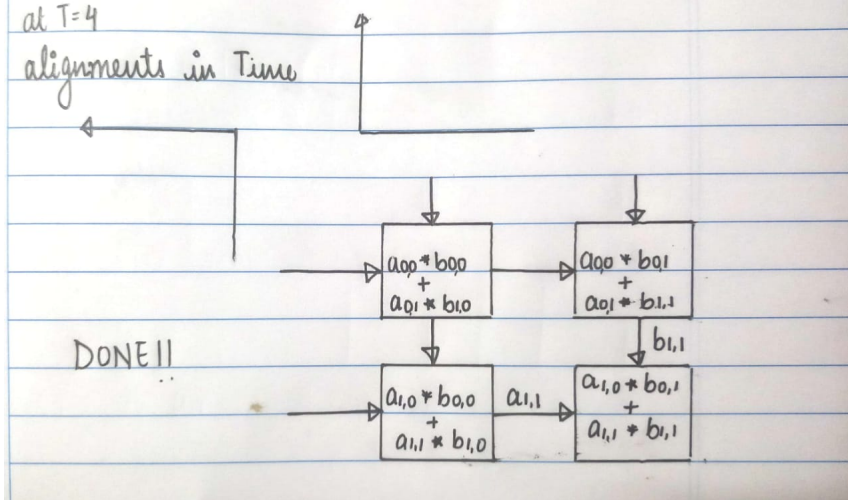 at T=4
alignments in Time
a0,0 * b0,0
+
a0,1 * b1,0
a0,0 * b0,1
+
a0,1 * b1,1
b1,1
DONE!!
a1,0 * b0,0
+
a1,1 * b1,0
a1,1
a1,0 * b0,1
+
a1,1 * b1,1